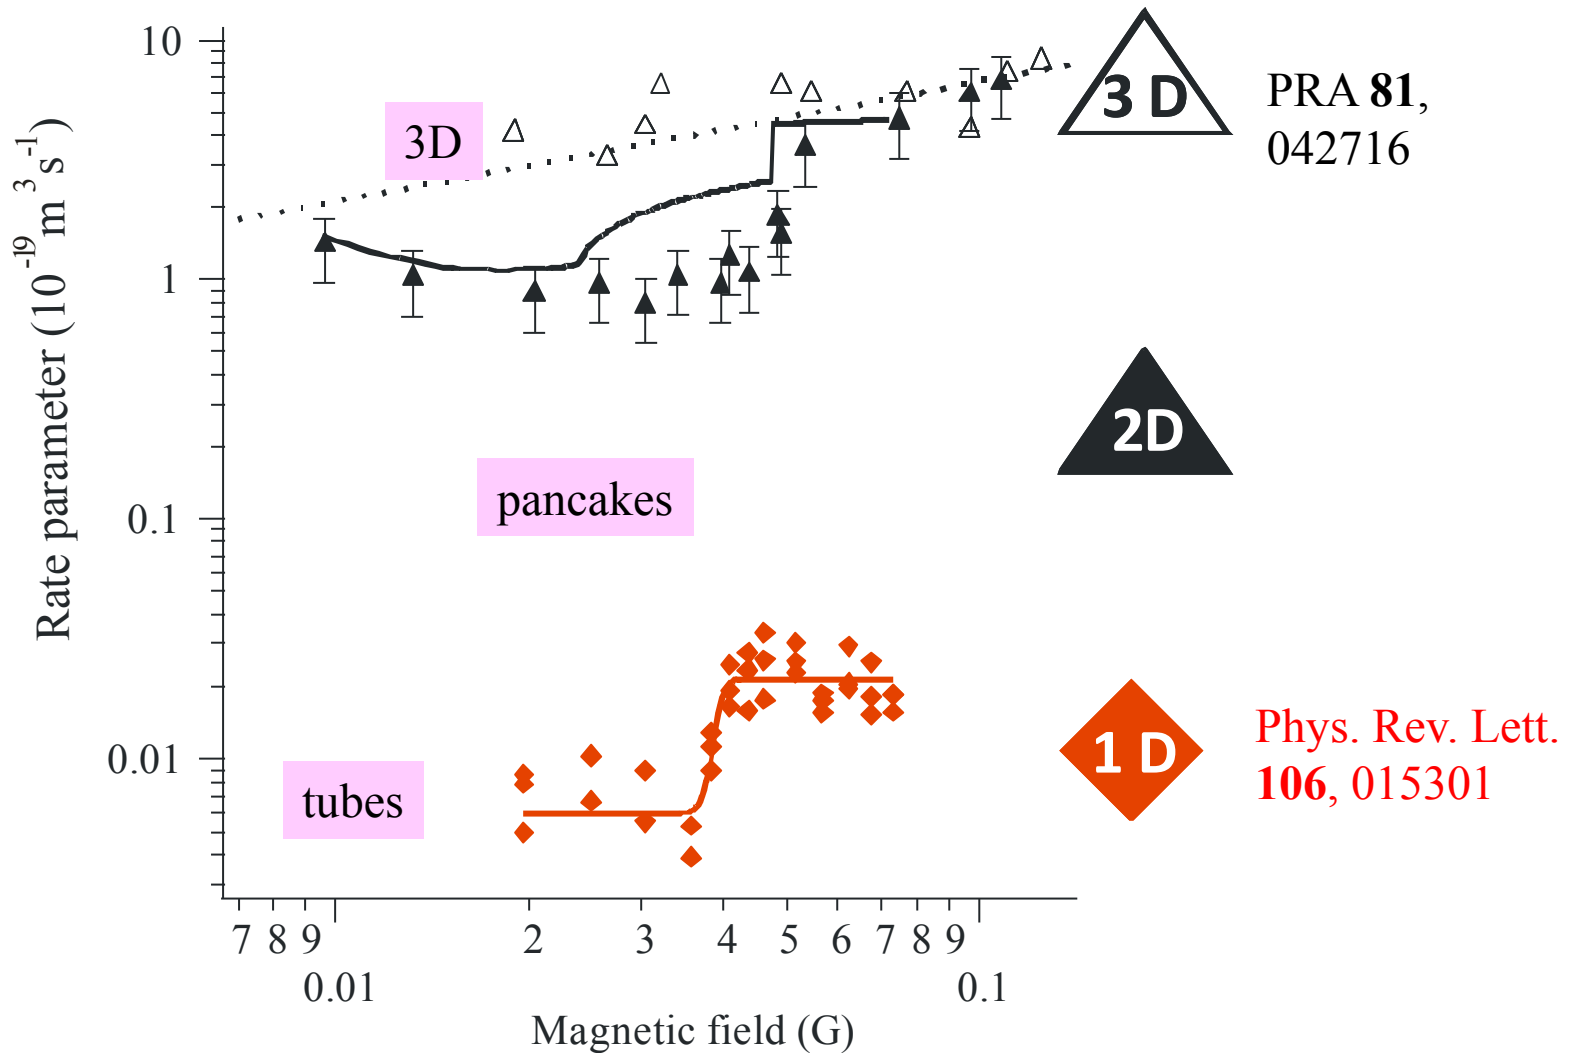 10
3D
3 D
PRA 81,
042716
1
2D
pancakes
0.1
Rate parameter (10^-19 m^3 s^-1)
0.01
tubes
1 D
Phys. Rev. Lett.
106, 015301
7 8 9 2 3 4 5 6 7 8 9
0.01 0.1
Magnetic field (G)